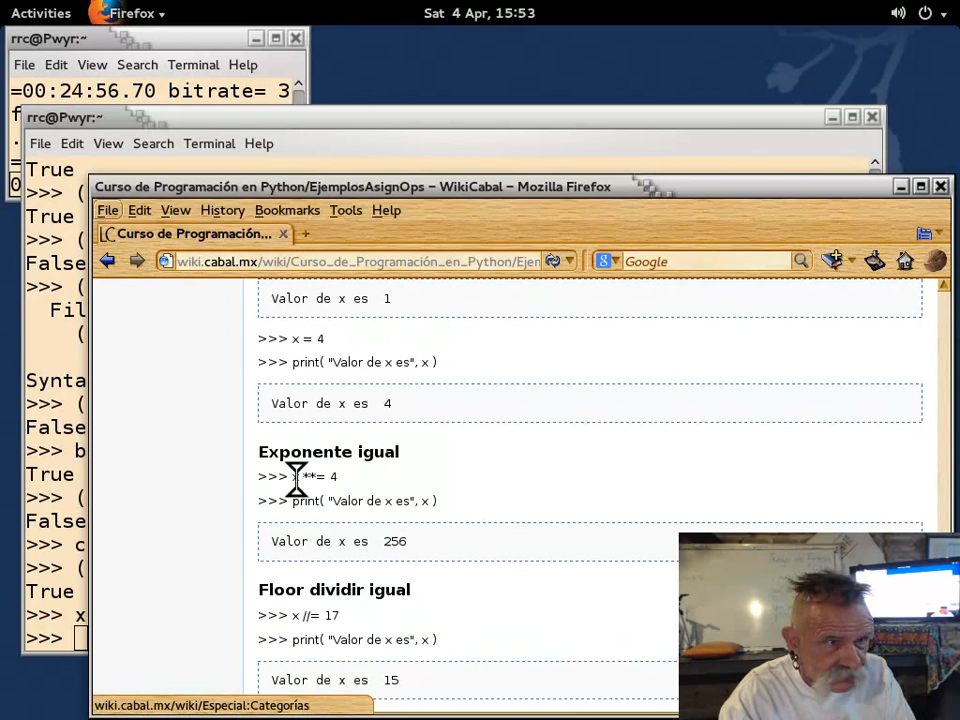 Activities Firefox Sat 4 Apr, 15:53
rrc@Pwyr:~
File Edit View Search Terminal Help
=00:24:56.70 bitrate= 3
f
.
=
0
rrc@Pwyr:~
File Edit View Search Terminal Help
True
>>> (
True
>>> (
False
>>> (
Fil
(
Synta
>>> (
False
>>> b
True
>>> (
False
>>> c
>>> (
True
>>> x
>>>
Curso de Programación en Python/EjemplosAsignOps – WikiCabal – Mozilla Firefox
File Edit View History Bookmarks Tools Help
Curso de Programación...
wiki.cabal.mx/wiki/Curso_de_Programación_en_Python/Ejen
Google
Valor de x es 1
>>> x = 4
>>> print( "Valor de x es", x )
Valor de x es 4
Exponente igual
>>> x **= 4
>>> print( "Valor de x es", x )
Valor de x es 256
Floor dividir igual
>>> x //= 17
>>> print( "Valor de x es", x )
Valor de x es 15
wiki.cabal.mx/wiki/Especial:Categorías